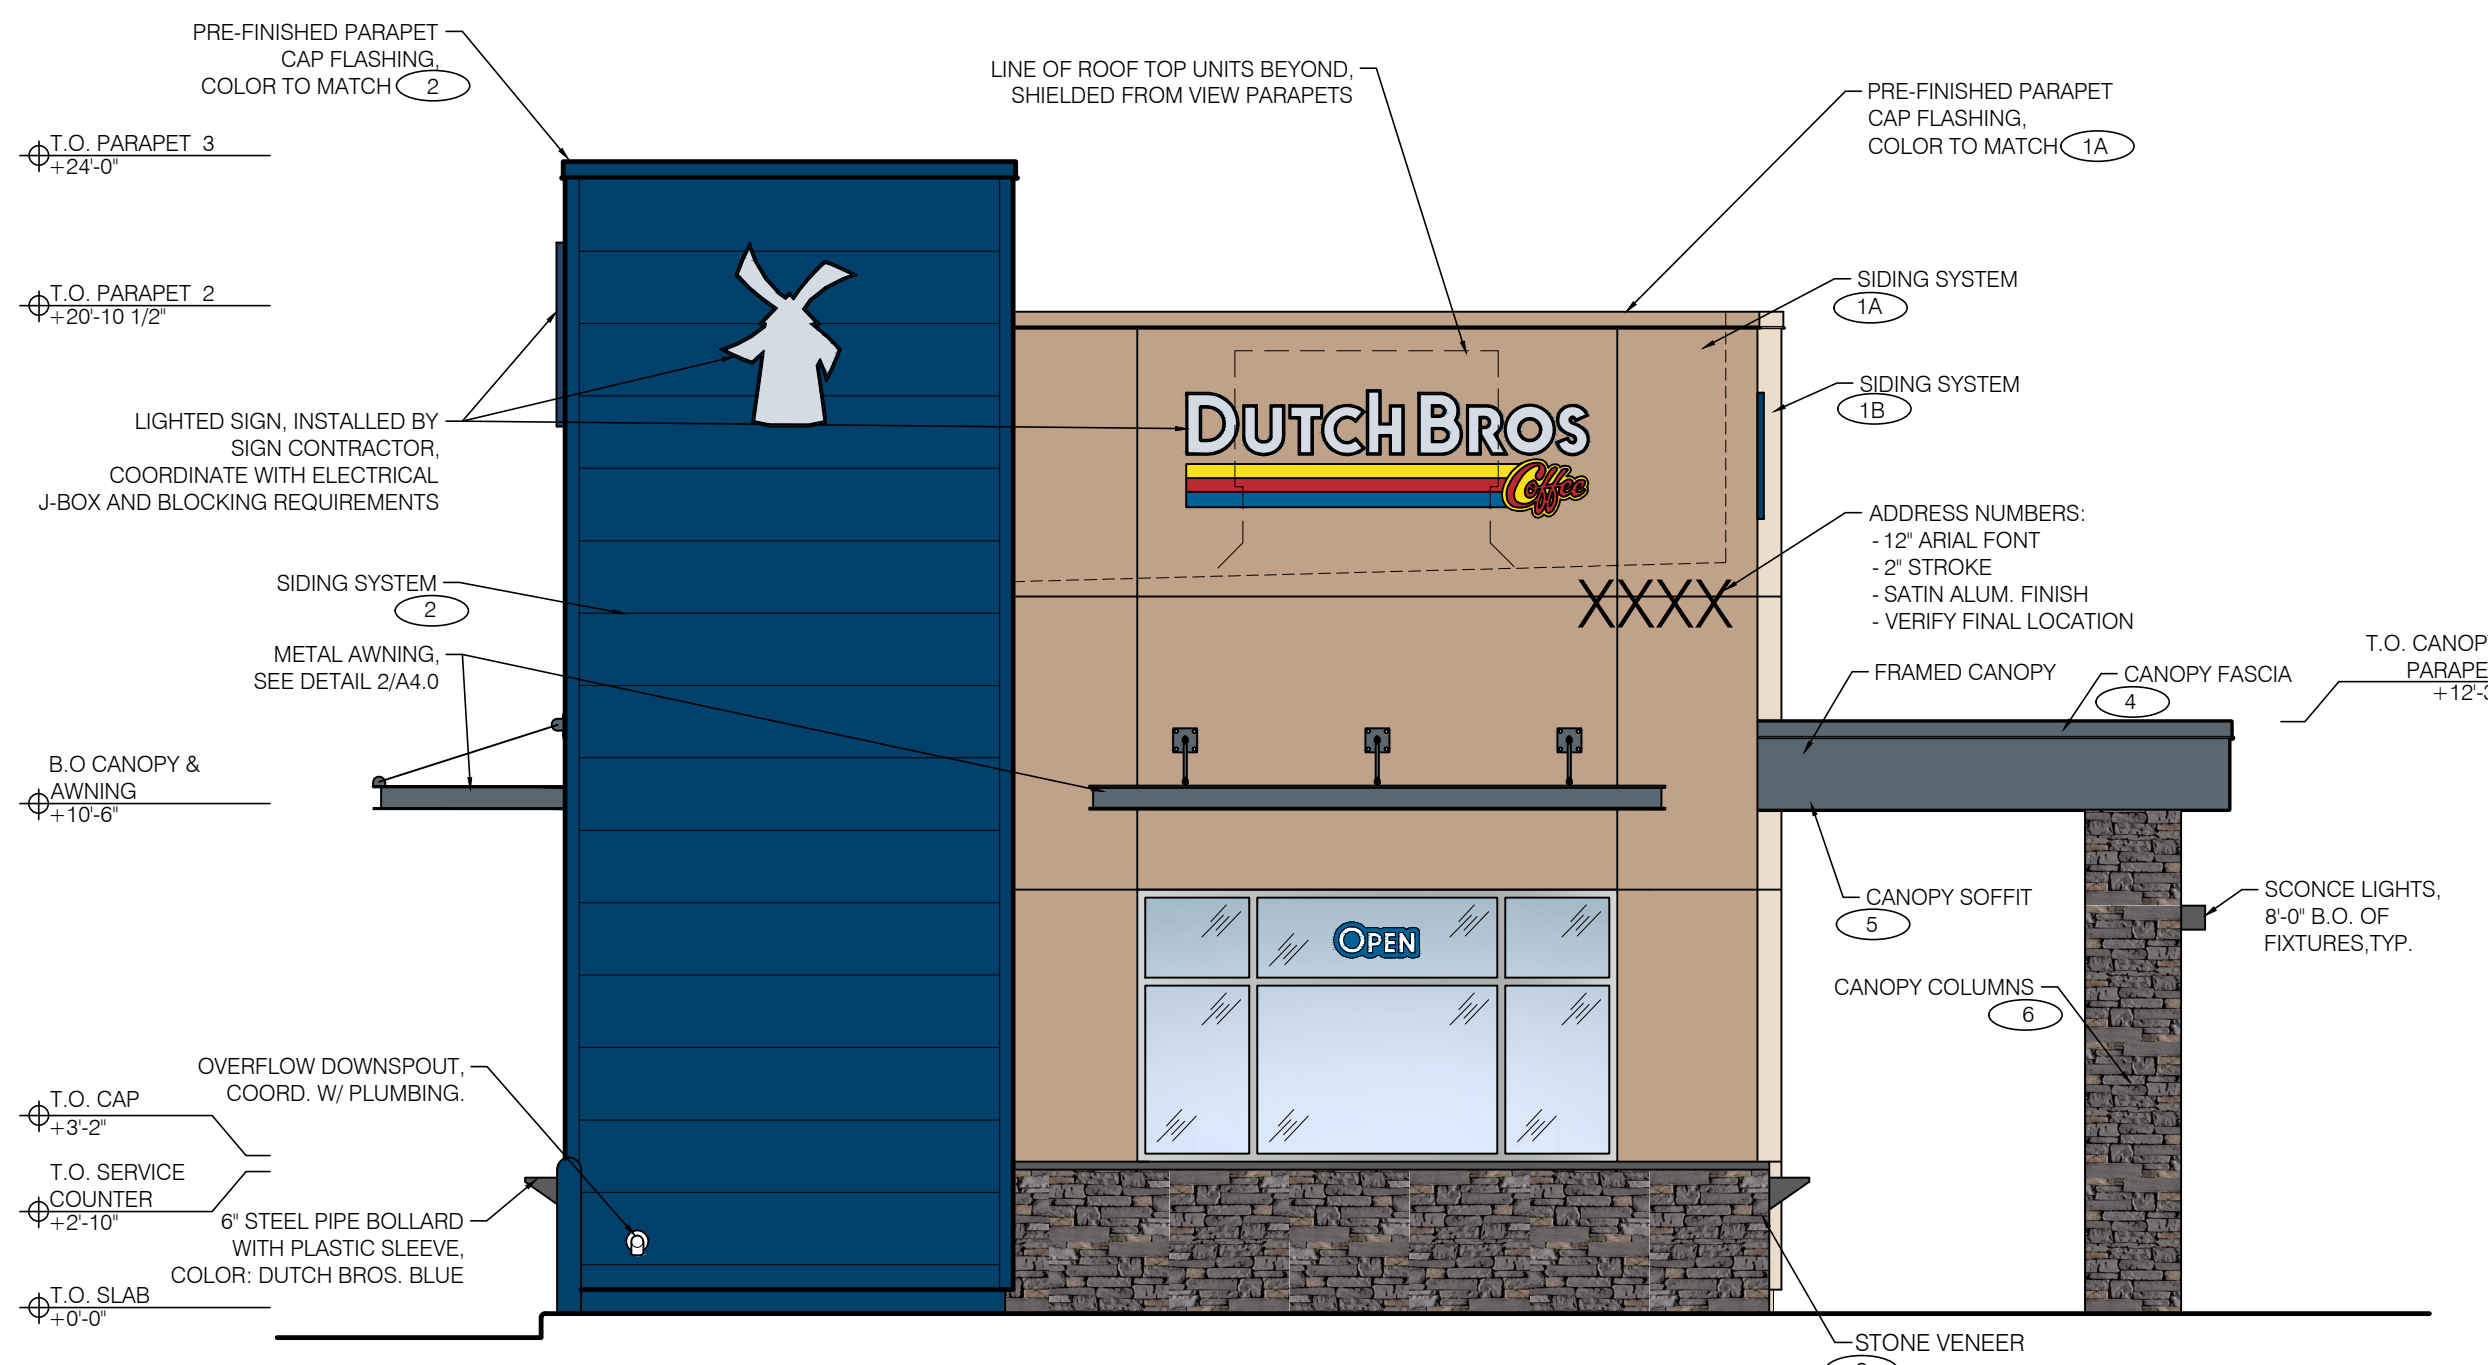 PRE-FINISHED PARAPET
CAP FLASHING,
COLOR TO MATCH 2
LINE OF ROOF TOP UNITS BEYOND,
SHIELDED FROM VIEW PARAPETS
PRE-FINISHED PARAPET
CAP FLASHING,
COLOR TO MATCH 1A
T.O. PARAPET 3
+24'-0"
T.O. PARAPET 2
+20'-10 1/2"
SIDING SYSTEM
1A
SIDING SYSTEM
1B
LIGHTED SIGN, INSTALLED BY
SIGN CONTRACTOR,
COORDINATE WITH ELECTRICAL
J-BOX AND BLOCKING REQUIREMENTS
DUTCH BROS
Coffee
ADDRESS NUMBERS:
- 12" ARIAL FONT
- 2" STROKE
- SATIN ALUM. FINISH
- VERIFY FINAL LOCATION
XXXX
SIDING SYSTEM
2
METAL AWNING,
SEE DETAIL 2/A4.0
FRAMED CANOPY
CANOPY FASCIA
4
T.O. CANOP
PARAPE
+12'-3
B.O CANOPY &
AWNING
+10'-6"
CANOPY SOFFIT
5
SCONCE LIGHTS,
8'-0" B.O. OF
FIXTURES,TYP.
OPEN
CANOPY COLUMNS
6
OVERFLOW DOWNSPOUT,
COORD. W/ PLUMBING.
T.O. CAP
+3'-2"
T.O. SERVICE
COUNTER
+2'-10"
6" STEEL PIPE BOLLARD
WITH PLASTIC SLEEVE,
COLOR: DUTCH BROS. BLUE
T.O. SLAB
+0'-0"
STONE VENEER